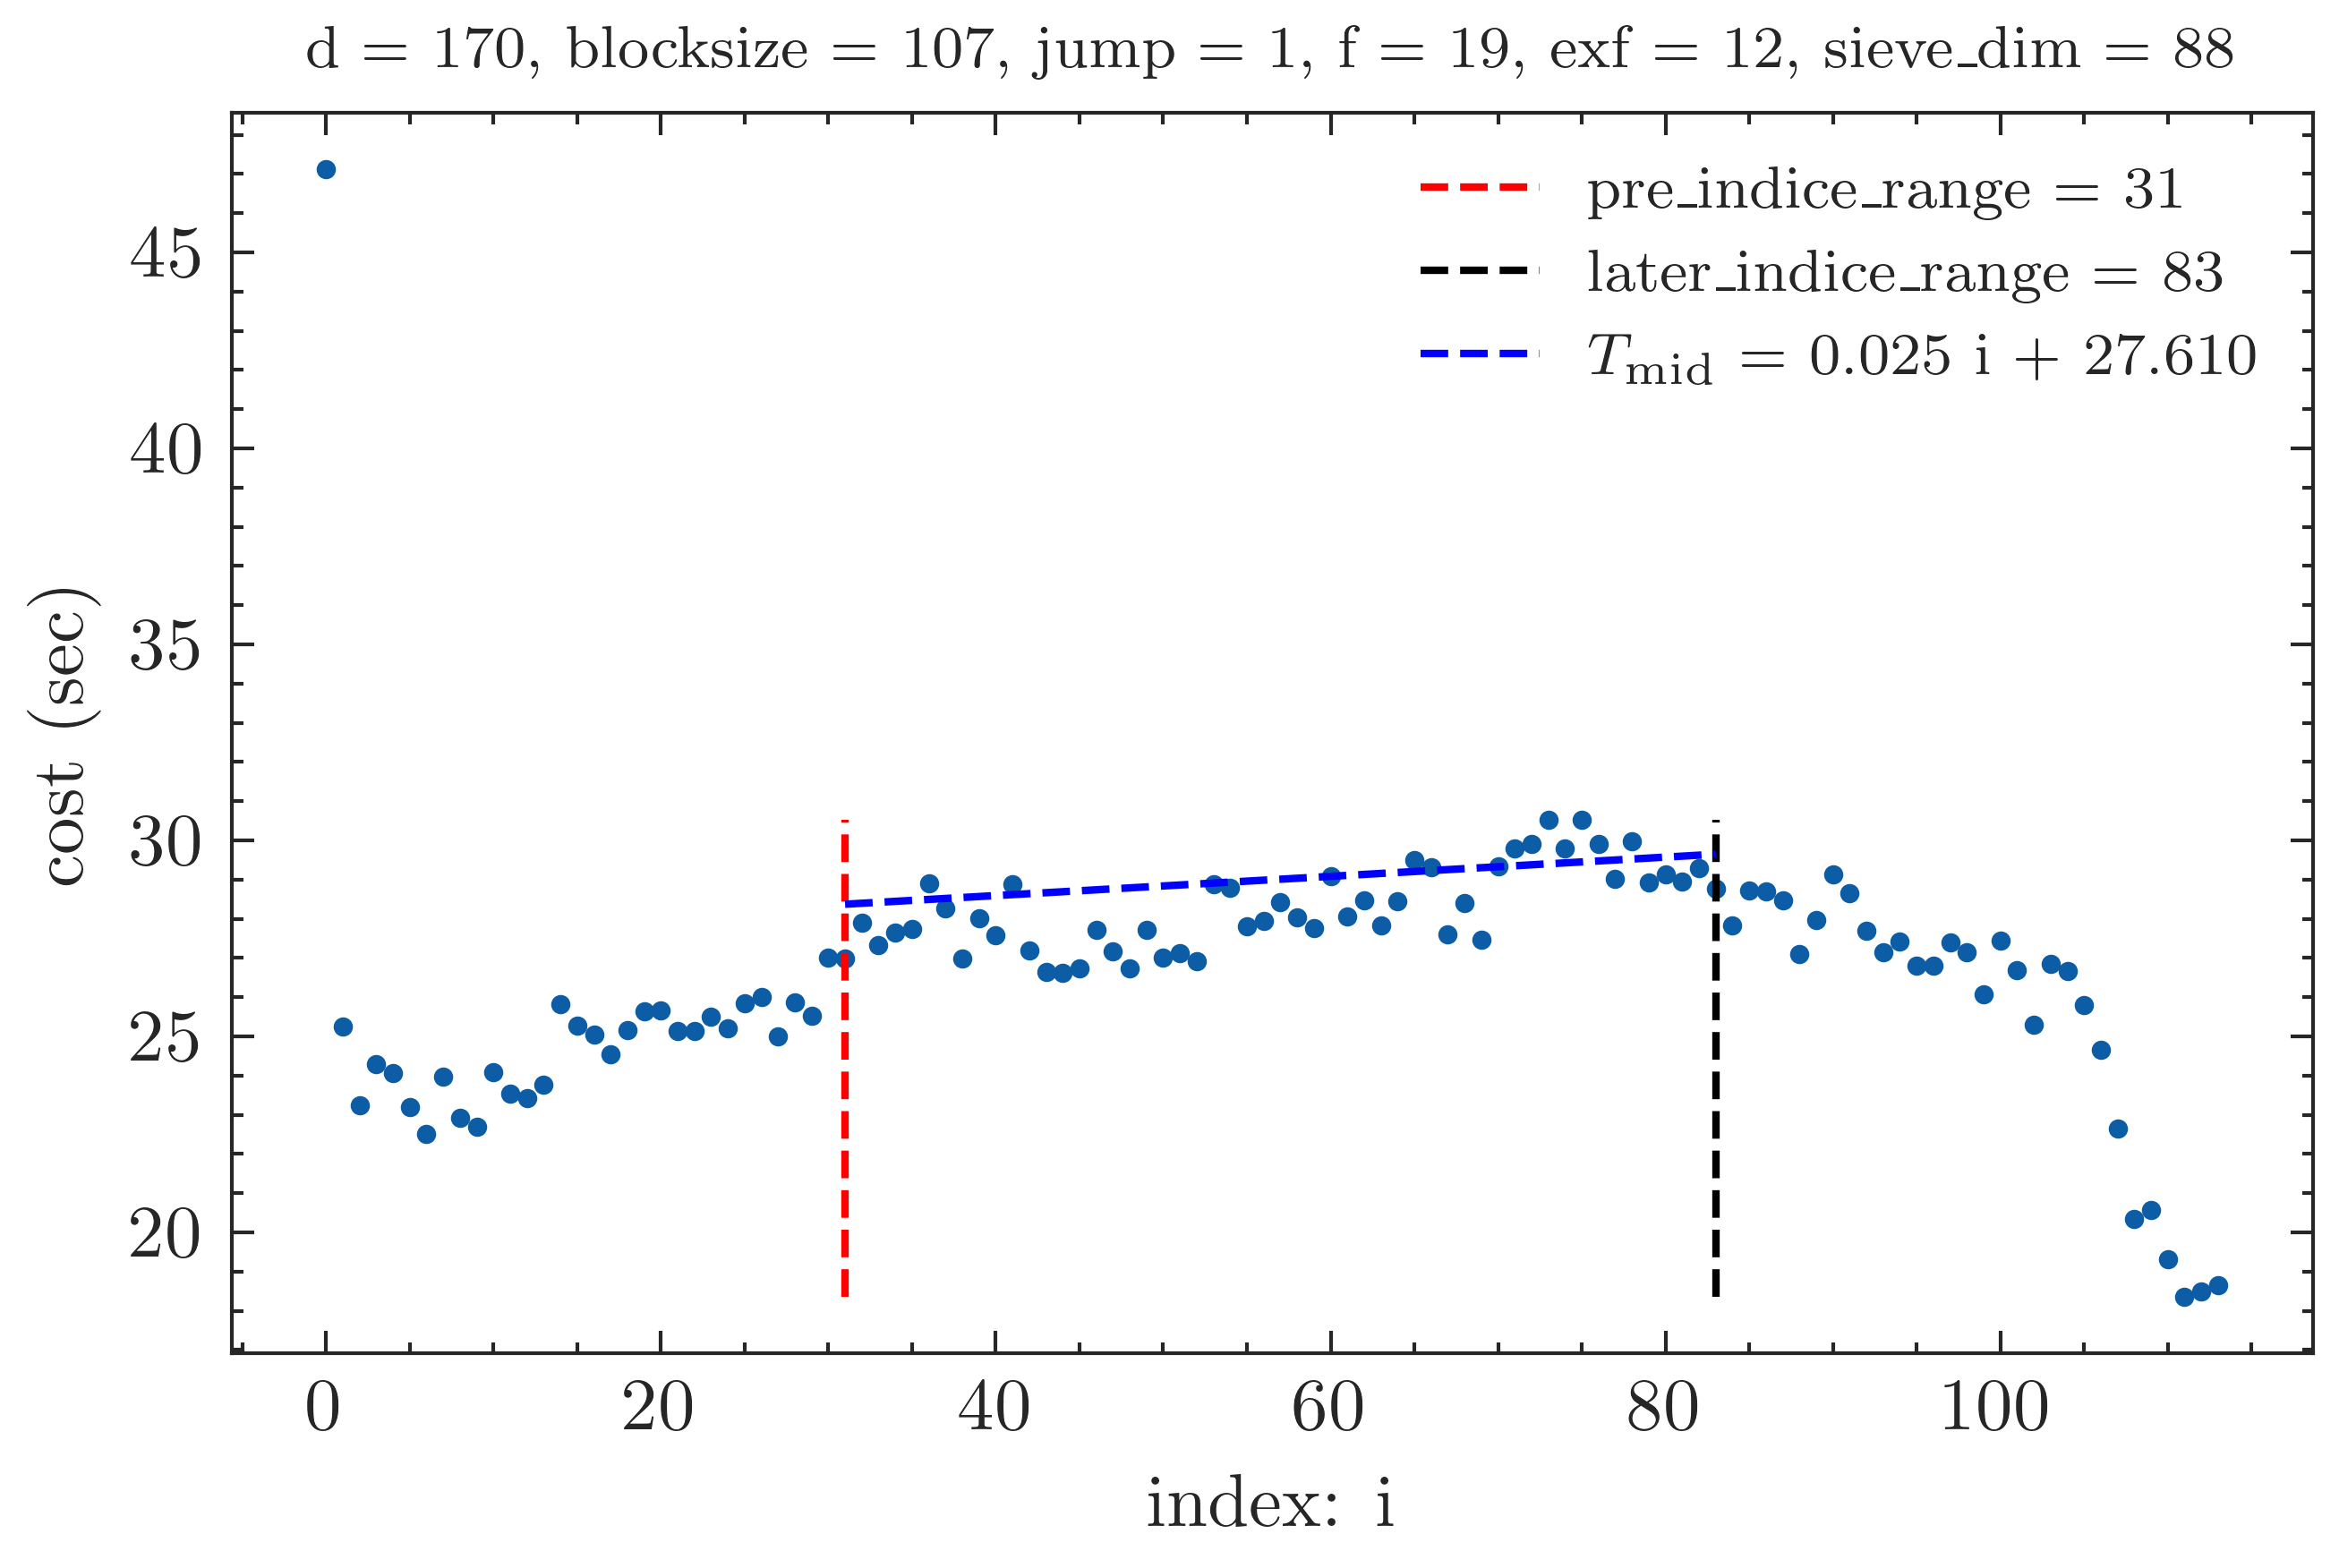 d = 170, blocksize = 107, jump = 1, f = 19, exf = 12, sieve_dim = 88
pre_indice_range = 31
later_indice_range = 83
T_mid = 0.025 i + 27.610
cost (sec)
45
40
35
30
25
20
0 20 40 60 80 100
index: i